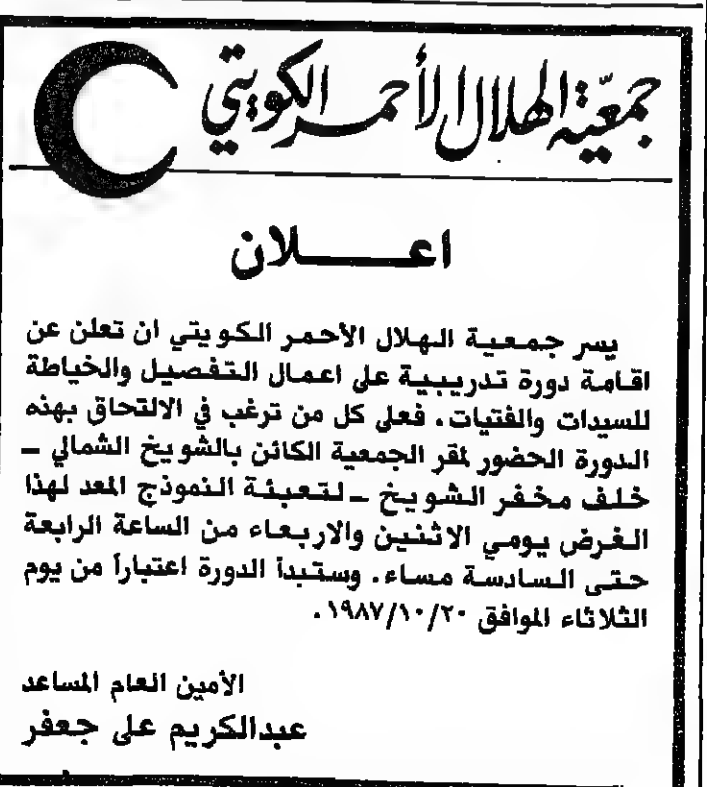 جمعية الهلال الأحمر الكويتي
اعـــــلان
يسر جمعية الهلال الأحمر الكويتي ان تعلن عن
اقامة دورة تدريبية على اعمال التفصيل والخياطة
للسيدات والفتيات. فعلى كل من ترغب في الالتحاق بهذه
الدورة الحضور لمقر الجمعية الكائن بالشويخ الشمالي ــ
خلف مخفر الشويخ ــ لتعبئة النموذج المعد لهذا
الغرض يومي الاثنين والاربعاء من الساعة الرابعة
حتى السادسة مساء. وستبدأ الدورة اعتباراً من يوم
الثلاثاء الموافق ١٩٨٧/١٠/٢٠.
الأمين العام المساعد
عبدالكريم على جعفر